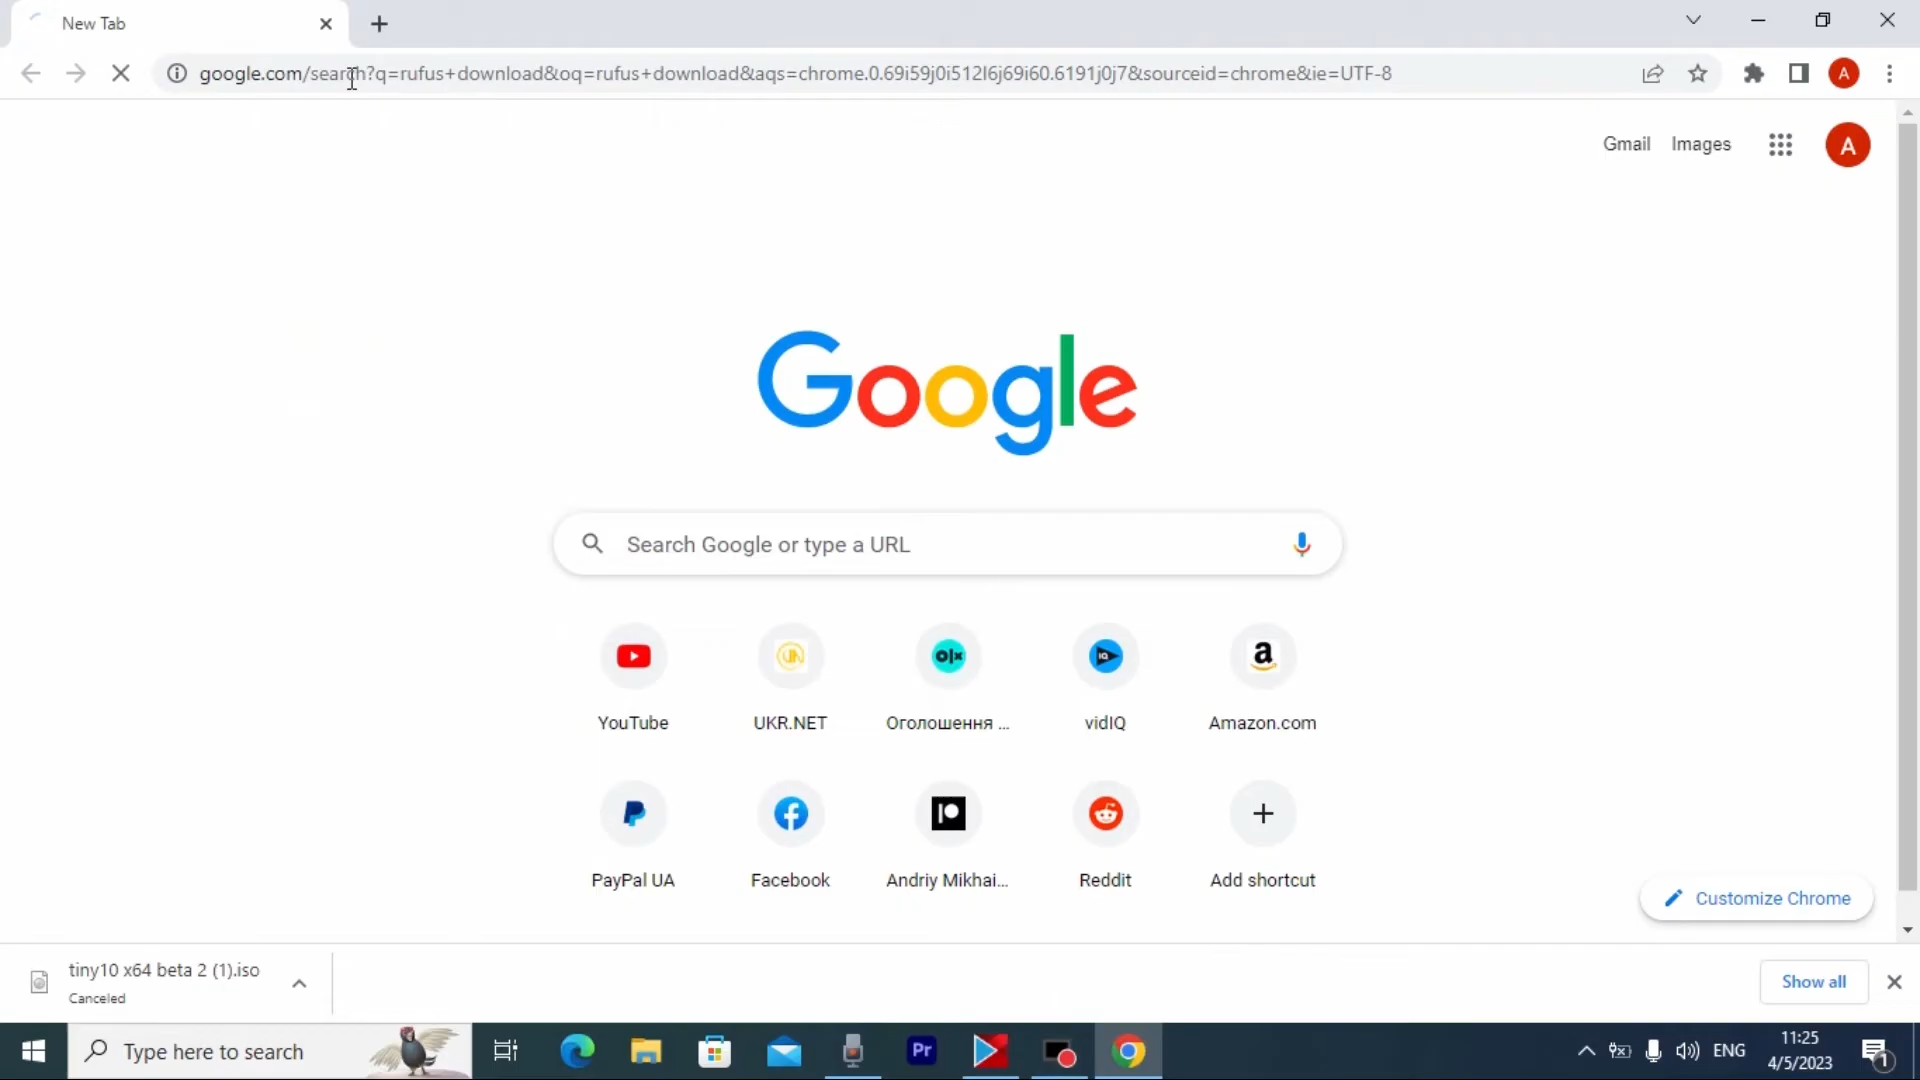 New Tab
google.com/search?q=rufus+download&oq=rufus+download&aqs=chrome.0.69i59j0i512l6j69i60.6191j0j7&sourceid=chrome&ie=UTF-8
A
Gmail Images
A
Google
Search Google or type a URL
YouTube UKR.NET Оголошення ... vidIQ Amazon.com
PayPal UA Facebook Andriy Mikhai... Reddit Add shortcut
Customize Chrome
tiny10 x64 beta 2 (1).iso
Canceled
Show all
Type here to search
Pr
ENG
11:25
4/5/2023
1